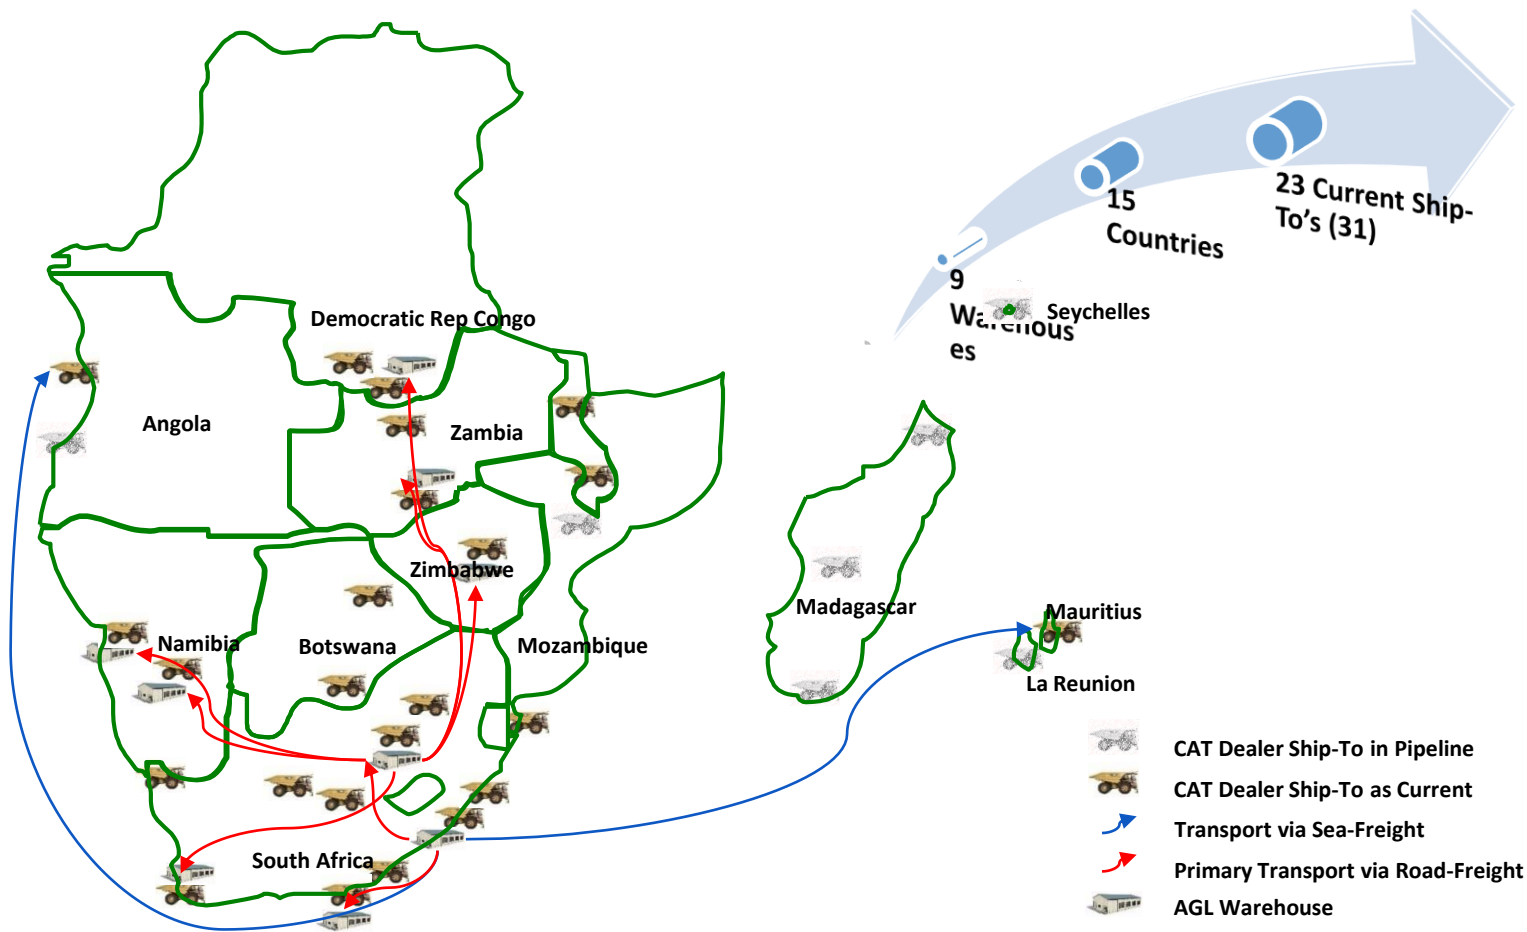 23 Current Ship-
To's (31)
15
Countries
9
Warehous
es
Seychelles
Democratic Rep Congo
Angola
Zambia
Zimbabwe
Madagascar
Mauritius
Namibia
Botswana
Mozambique
La Reunion
South Africa
CAT Dealer Ship-To in Pipeline
CAT Dealer Ship-To as Current
Transport via Sea-Freight
Primary Transport via Road-Freight
AGL Warehouse